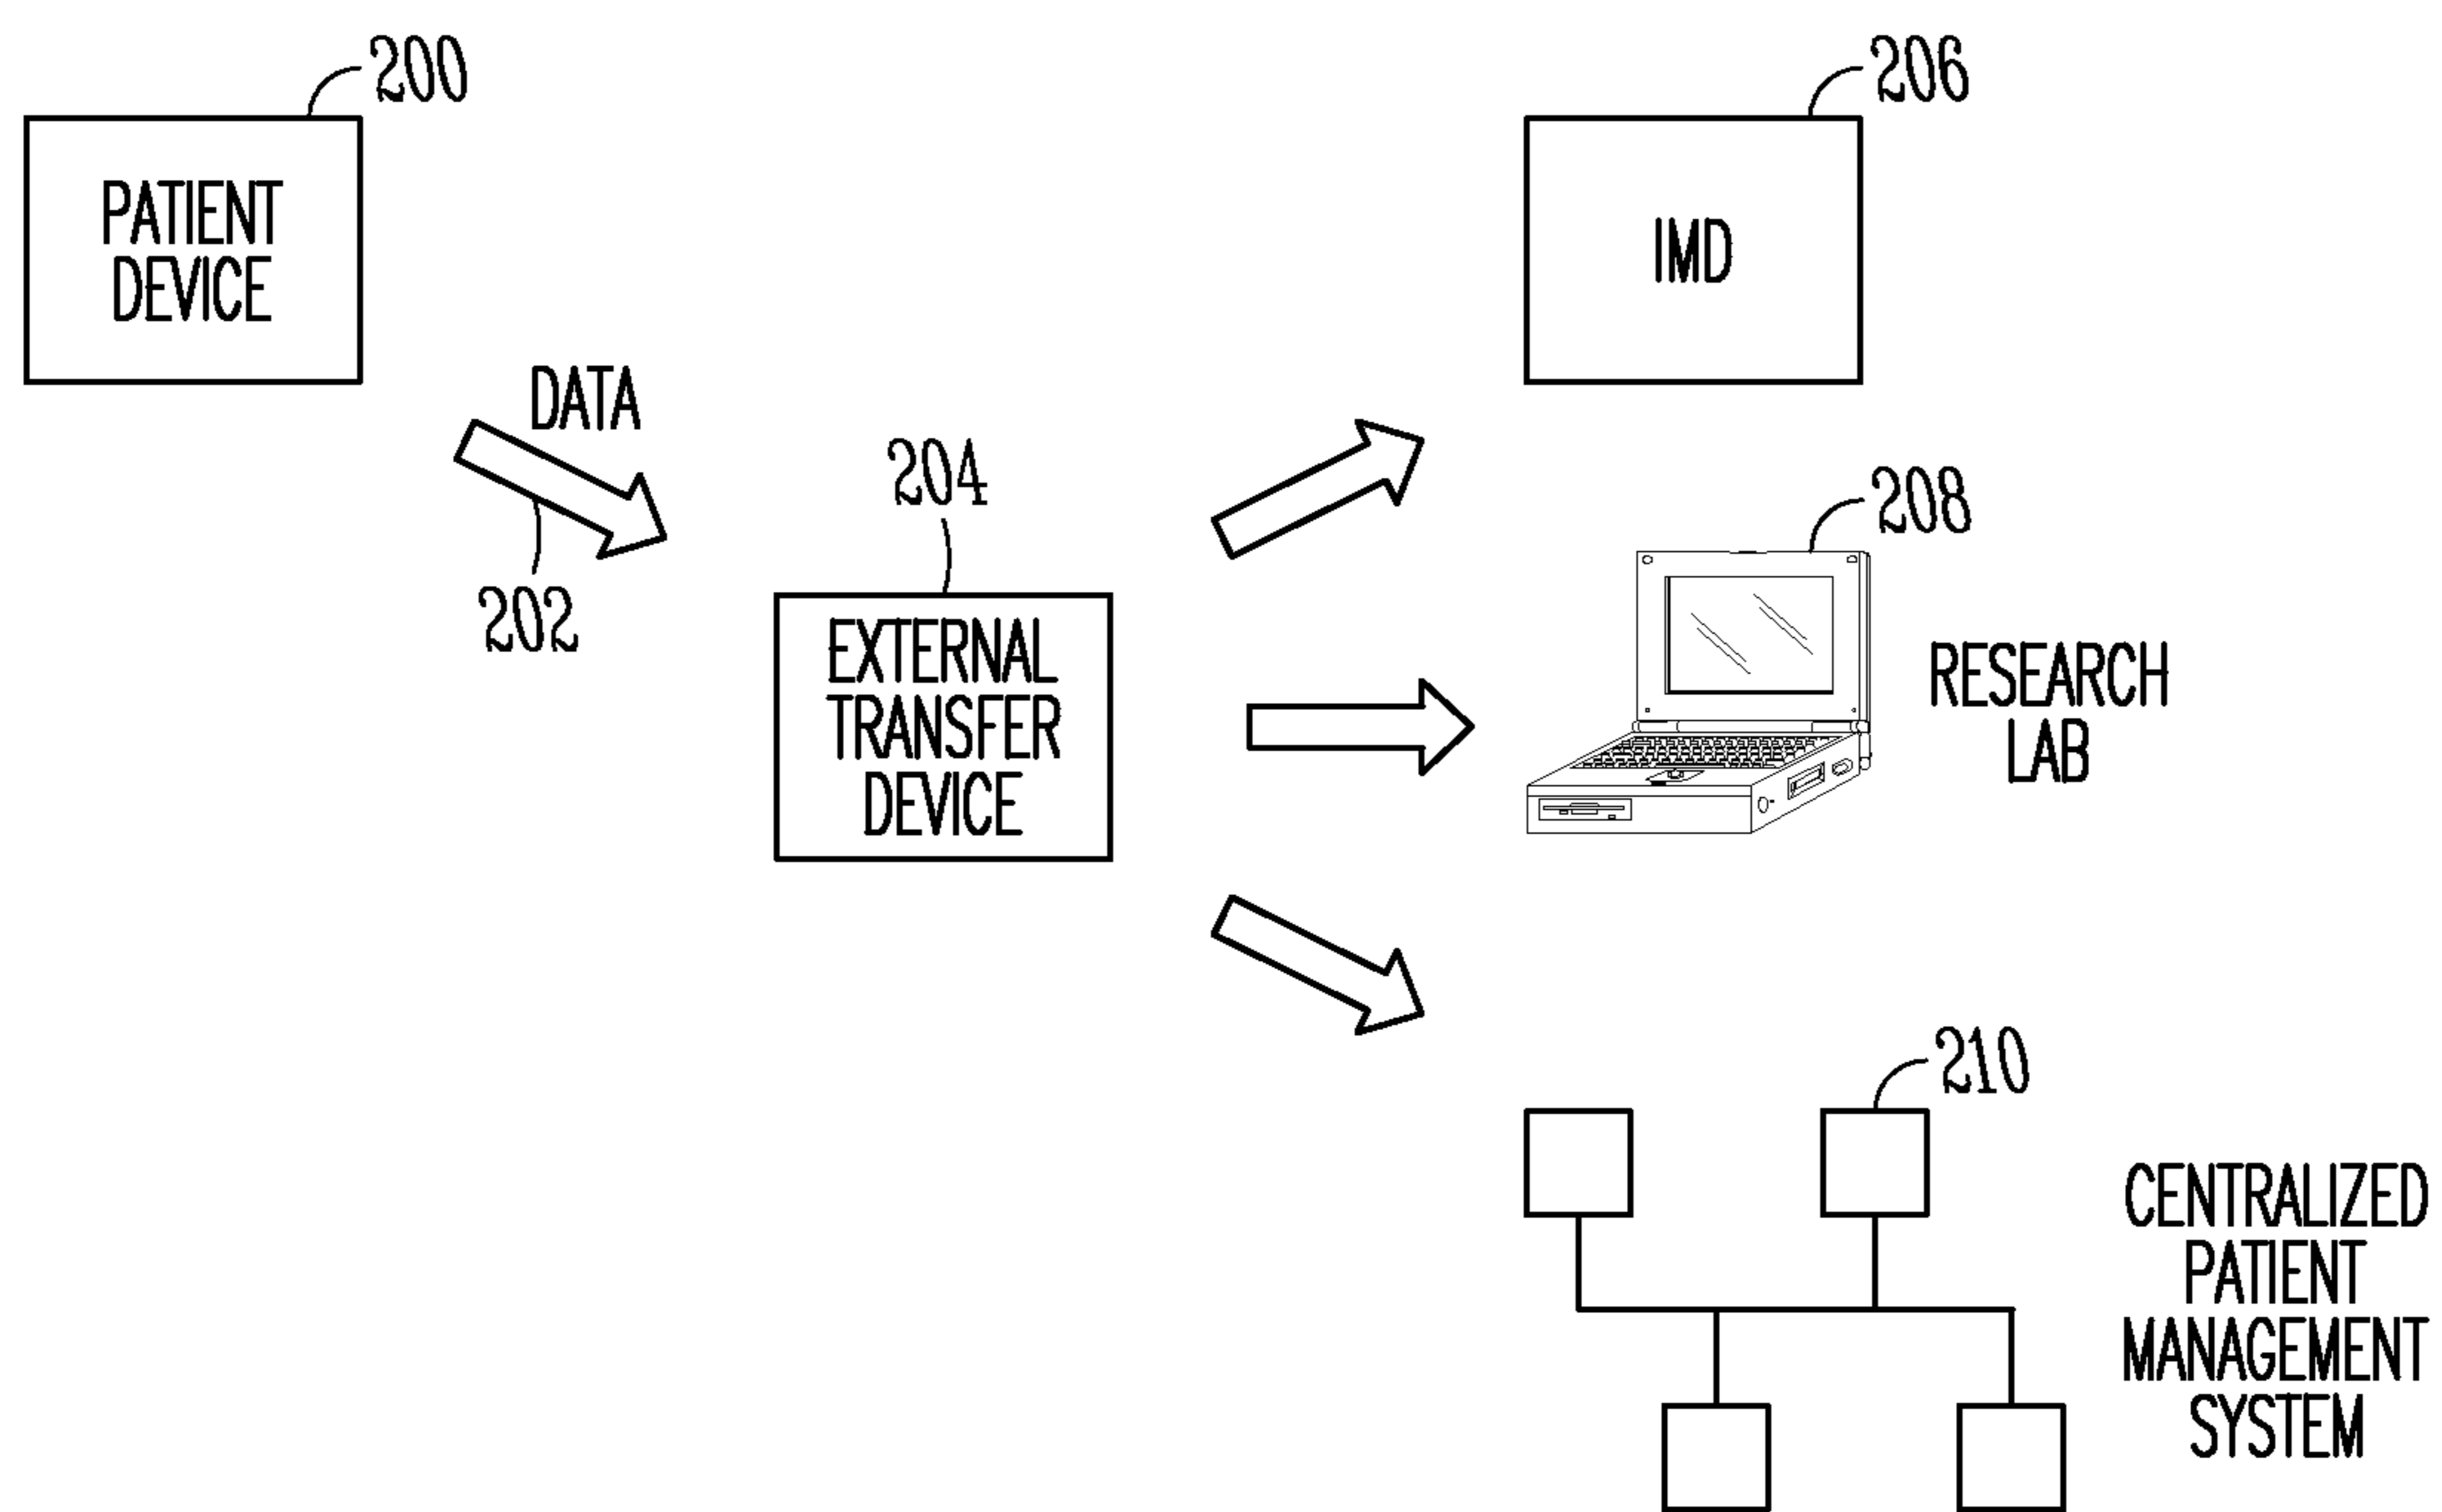 200
PATIENT
DEVICE
DATA
202
204
EXTERNAL
TRANSFER
DEVICE
206
IMD
208
RESEARCH
LAB
210
CENTRALIZED
PATIENT
MANAGEMENT
SYSTEM